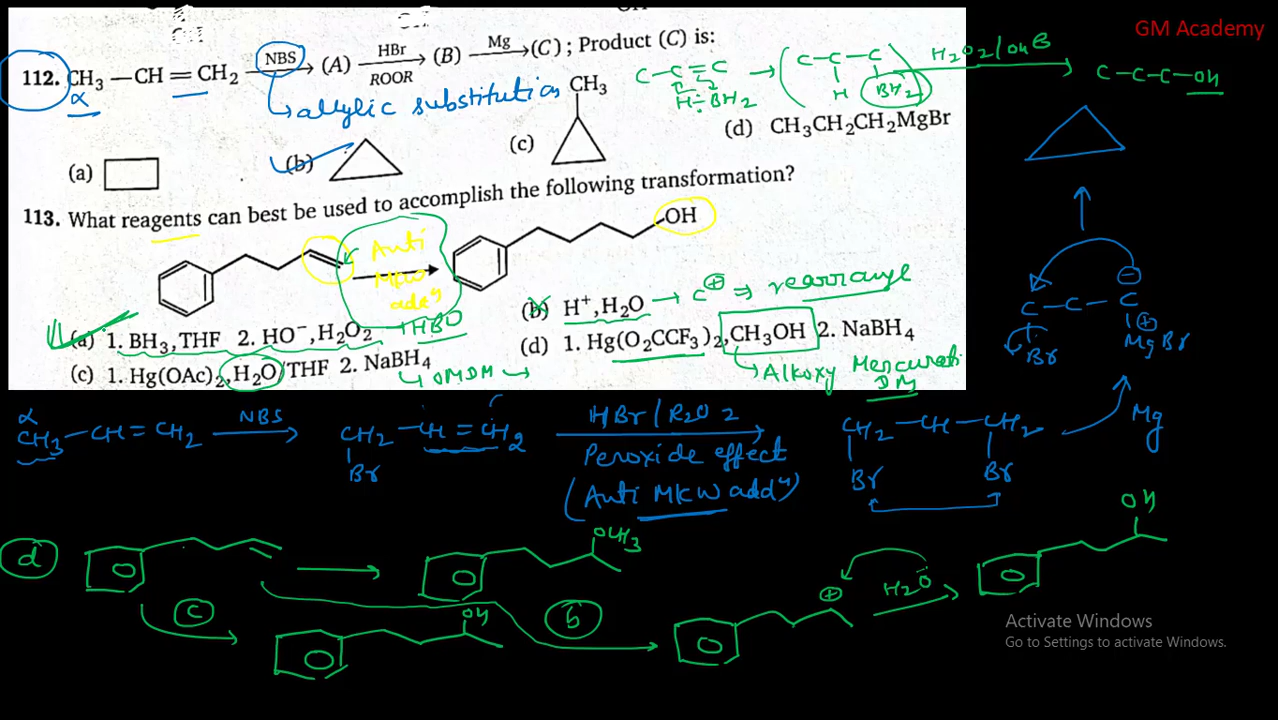 GM Academy
112. CH3 — CH = CH2 NBS → (A) HBr ROOR → (B) Mg → (C) ; Product (C) is:
α
allylic substitution
C – C = C → ( C – C – C ) H2O2 / OH⊖ → C – C – C – OH
H – BH2
H BH2
(a)
(b)
(c) CH3
(d) CH3CH2CH2MgBr
113. What reagents can best be used to accomplish the following transformation?
OH
Anti
MKW
addn
(a) 1. BH3, THF 2. HO−, H2O2
HBO
(b) H+, H2O → C⊕ ⇒ rearrange
(c) 1. Hg(OAc)2, H2O/THF 2. NaBH4
OMDM
(d) 1. Hg(O2CCF3)2, CH3OH 2. NaBH4
Alkoxy Mercurati
DM
⊖
C – C – C
Br ⊕ MgBr
Mg
α
CH3 – CH = CH2 NBS → CH2 – CH = CH2 HBr / R2O2 → CH2 – CH – CH2
Br Br Br
Peroxide effect
(Anti MKW addn)
d OCH3 OH
c OH b ⊕ H2O
Activate Windows
Go to Settings to activate Windows.